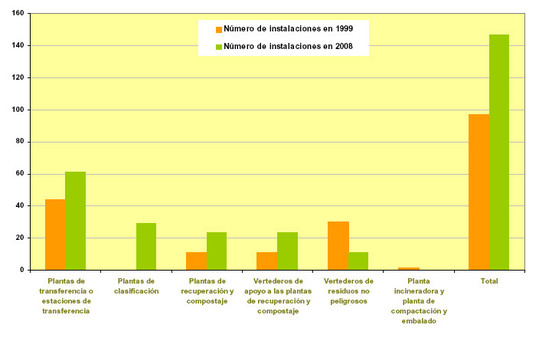 160
140
120
100
80
60
40
20
0
Número de instalaciones en 1999
Número de instalaciones en 2008
Plantas de
transferencia o
estaciones de
transferencia
Plantas de
clasificación
Plantas de
recuperación y
compostaje
Vertederos de
apoyo a las plantas
de recuperación y
compostaje
Vertederos de
residuos no
peligrosos
Planta
incineradora y
planta de
compactación y
embalado
Total